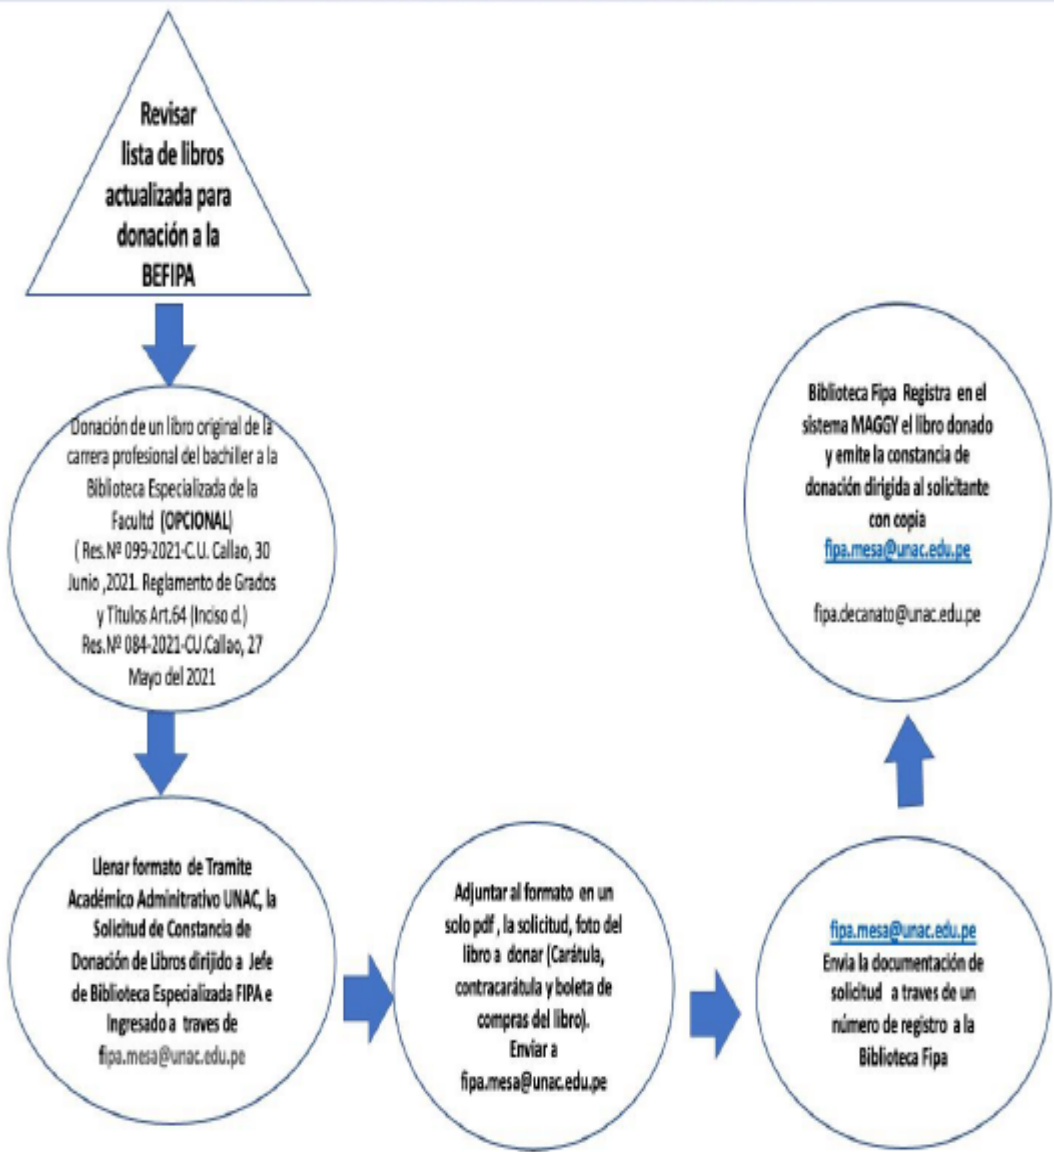 Revisar
lista de libros
actualizada para
donación a la
BEFIPA
Donación de un libro original de la
carrera profesional del bachiller a la
Biblioteca Especializada de la
Facultd (OPCIONAL)
( Res.Nº 099-2021-C.U. Callao, 30
Junio ,2021. Reglamento de Grados
y Títulos Art.64 (Inciso d.)
Res.Nº 084-2021-CU.Callao, 27
Mayo del 2021
Llenar formato de Tramite
Académico Adminitrativo UNAC, la
Solicitud de Constancia de
Donación de Libros dirijido a Jefe
de Biblioteca Especializada FIPA e
Ingresado a traves de
fipa.mesa@unac.edu.pe
Adjuntar al formato en un
solo pdf , la solicitud, foto del
libro a donar (Carátula,
contracarátula y boleta de
compras del libro).
Enviar a
fipa.mesa@unac.edu.pe
fipa.mesa@unac.edu.pe
Envia la documentación de
solicitud a traves de un
número de registro a la
Biblioteca Fipa
Biblioteca Fipa Registra en el
sistema MAGGY el libro donado
y emite la constancia de
donación dirigida al solicitante
con copia
fipa.mesa@unac.edu.pe
fipa.decanato@unac.edu.pe